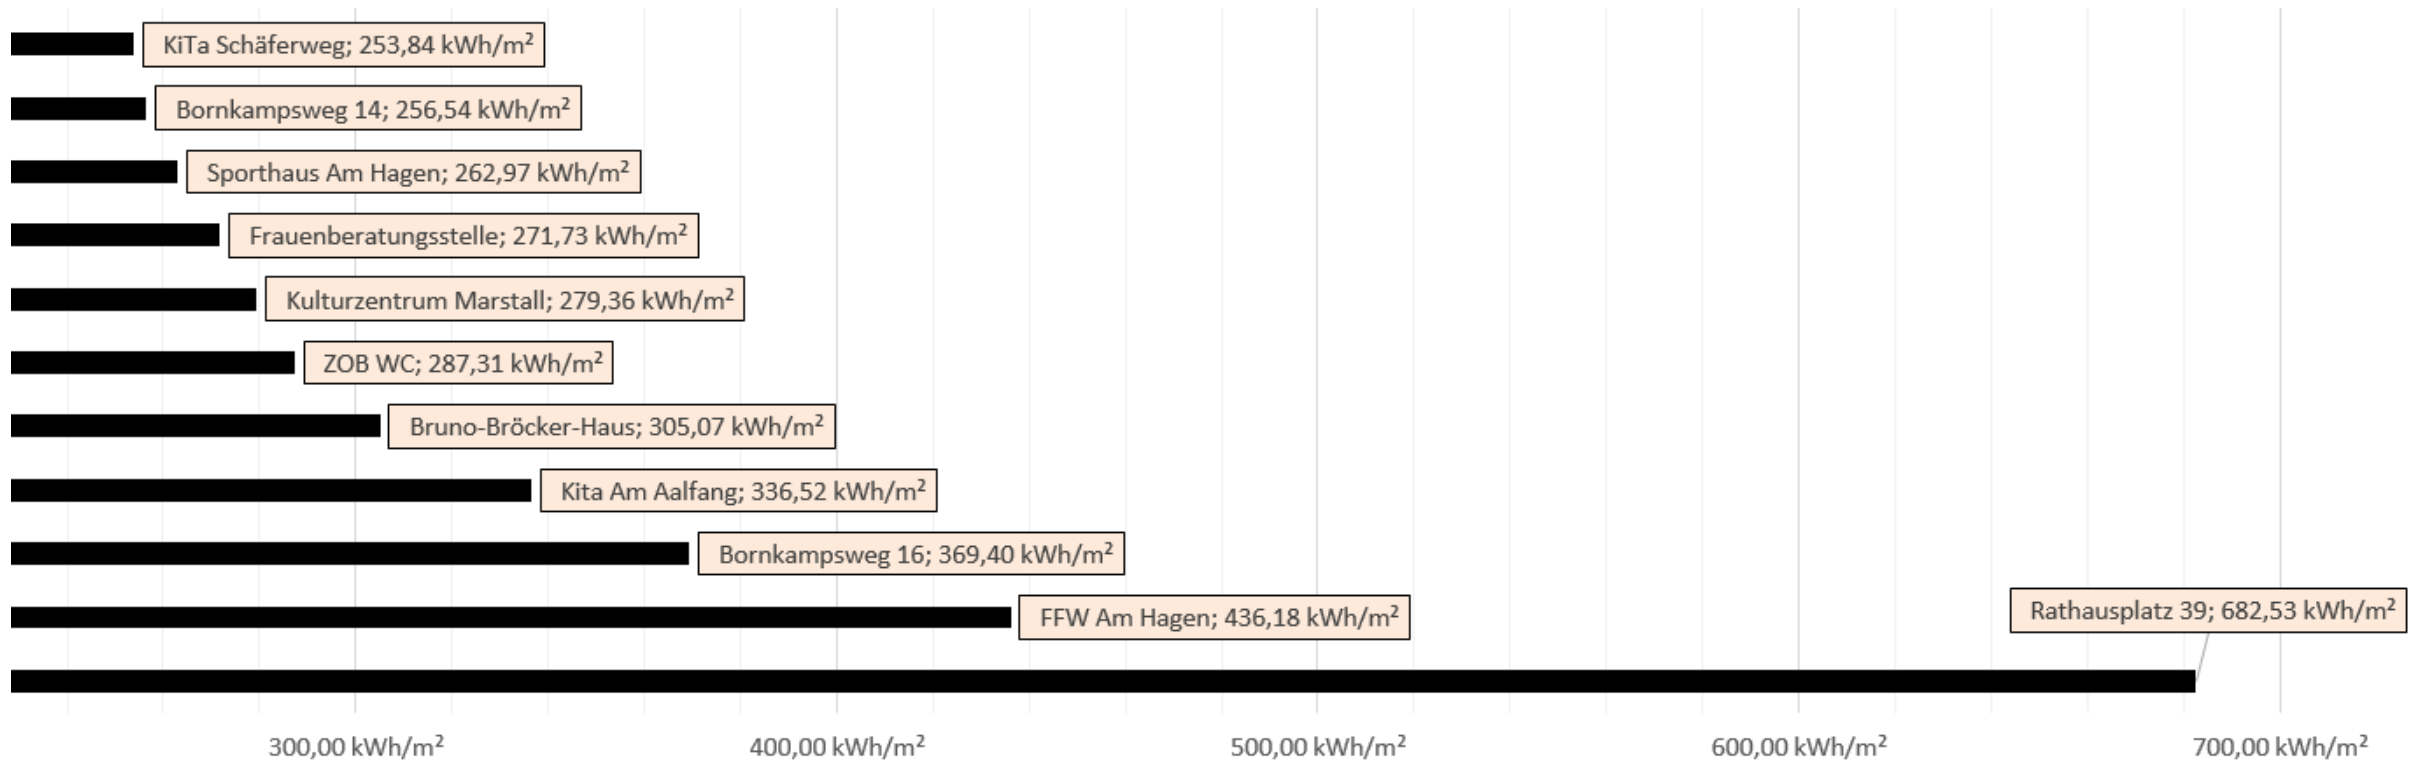 KiTa Schäferweg; 253,84 kWh/m²
Bornkampsweg 14; 256,54 kWh/m²
Sporthaus Am Hagen; 262,97 kWh/m²
Frauenberatungsstelle; 271,73 kWh/m²
Kulturzentrum Marstall; 279,36 kWh/m²
ZOB WC; 287,31 kWh/m²
Bruno-Bröcker-Haus; 305,07 kWh/m²
Kita Am Aalfang; 336,52 kWh/m²
Bornkampsweg 16; 369,40 kWh/m²
FFW Am Hagen; 436,18 kWh/m²
Rathausplatz 39; 682,53 kWh/m²
300,00 kWh/m² 400,00 kWh/m² 500,00 kWh/m² 600,00 kWh/m² 700,00 kWh/m²